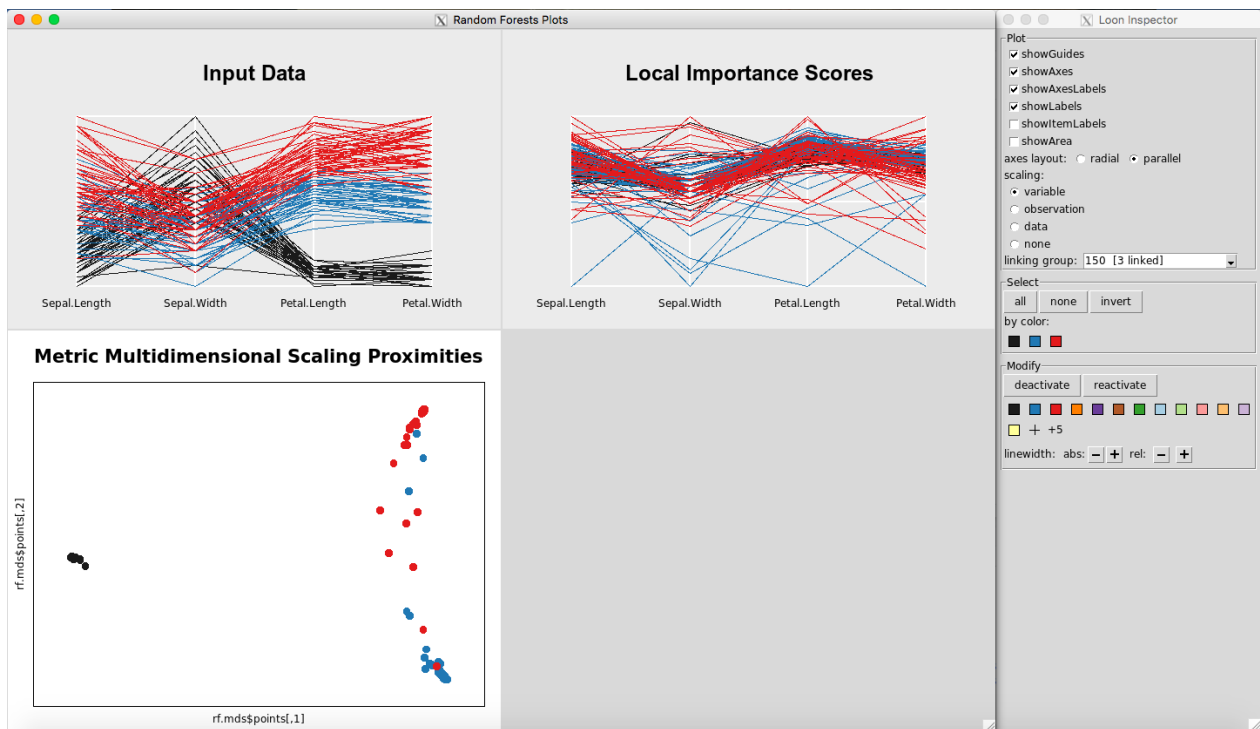 Random Forests Plots
Input Data
Sepal.Length Sepal.Width Petal.Length Petal.Width
Local Importance Scores
Sepal.Length Sepal.Width Petal.Length Petal.Width
Metric Multidimensional Scaling Proximities
rf.mds$points[,2]
rf.mds$points[,1]
Loon Inspector
Plot
showGuides
showAxes
showAxesLabels
showLabels
showItemLabels
showArea
axes layout: radial parallel
scaling:
variable
observation
data
none
linking group: 150 [3 linked]
Select
all none invert
by color:
Modify
deactivate reactivate
+5
linewidth: abs: − + rel: − +